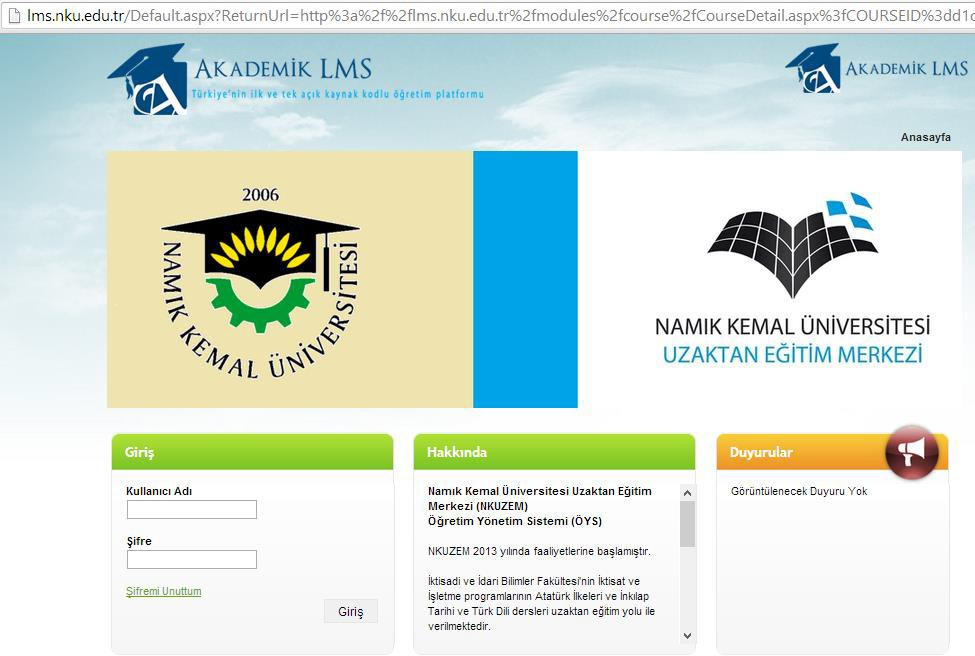 lms.nku.edu.tr/Default.aspx?ReturnUrl=http%3a%2f%2flms.nku.edu.tr%2fmodules%2fcourse%2fCourseDetail.aspx%3fCOURSEID%3dd1c
AKADEMİK LMS
Türkiye'nin ilk ve tek açık kaynak kodlu öğretim platformu
AKADEMİK LMS
Anasayfa
2006
NAMIK KEMAL ÜNİVERSİTESİ
NAMIK KEMAL ÜNİVERSİTESİ
UZAKTAN EĞİTİM MERKEZİ
Giriş
Kullanıcı Adı
Şifre
Şifremi Unuttum
Giriş
Hakkında
Namık Kemal Üniversitesi Uzaktan Eğitim
Merkezi (NKUZEM)
Öğretim Yönetim Sistemi (ÖYS)
NKUZEM 2013 yılında faaliyetlerine başlamıştır.
İktisadi ve İdari Bilimler Fakültesi'nin İktisat ve
İşletme programlarının Atatürk İlkeleri ve İnkılap
Tarihi ve Türk Dili dersleri uzaktan eğitim yolu ile
verilmektedir.
Duyurular
Görüntülenecek Duyuru Yok